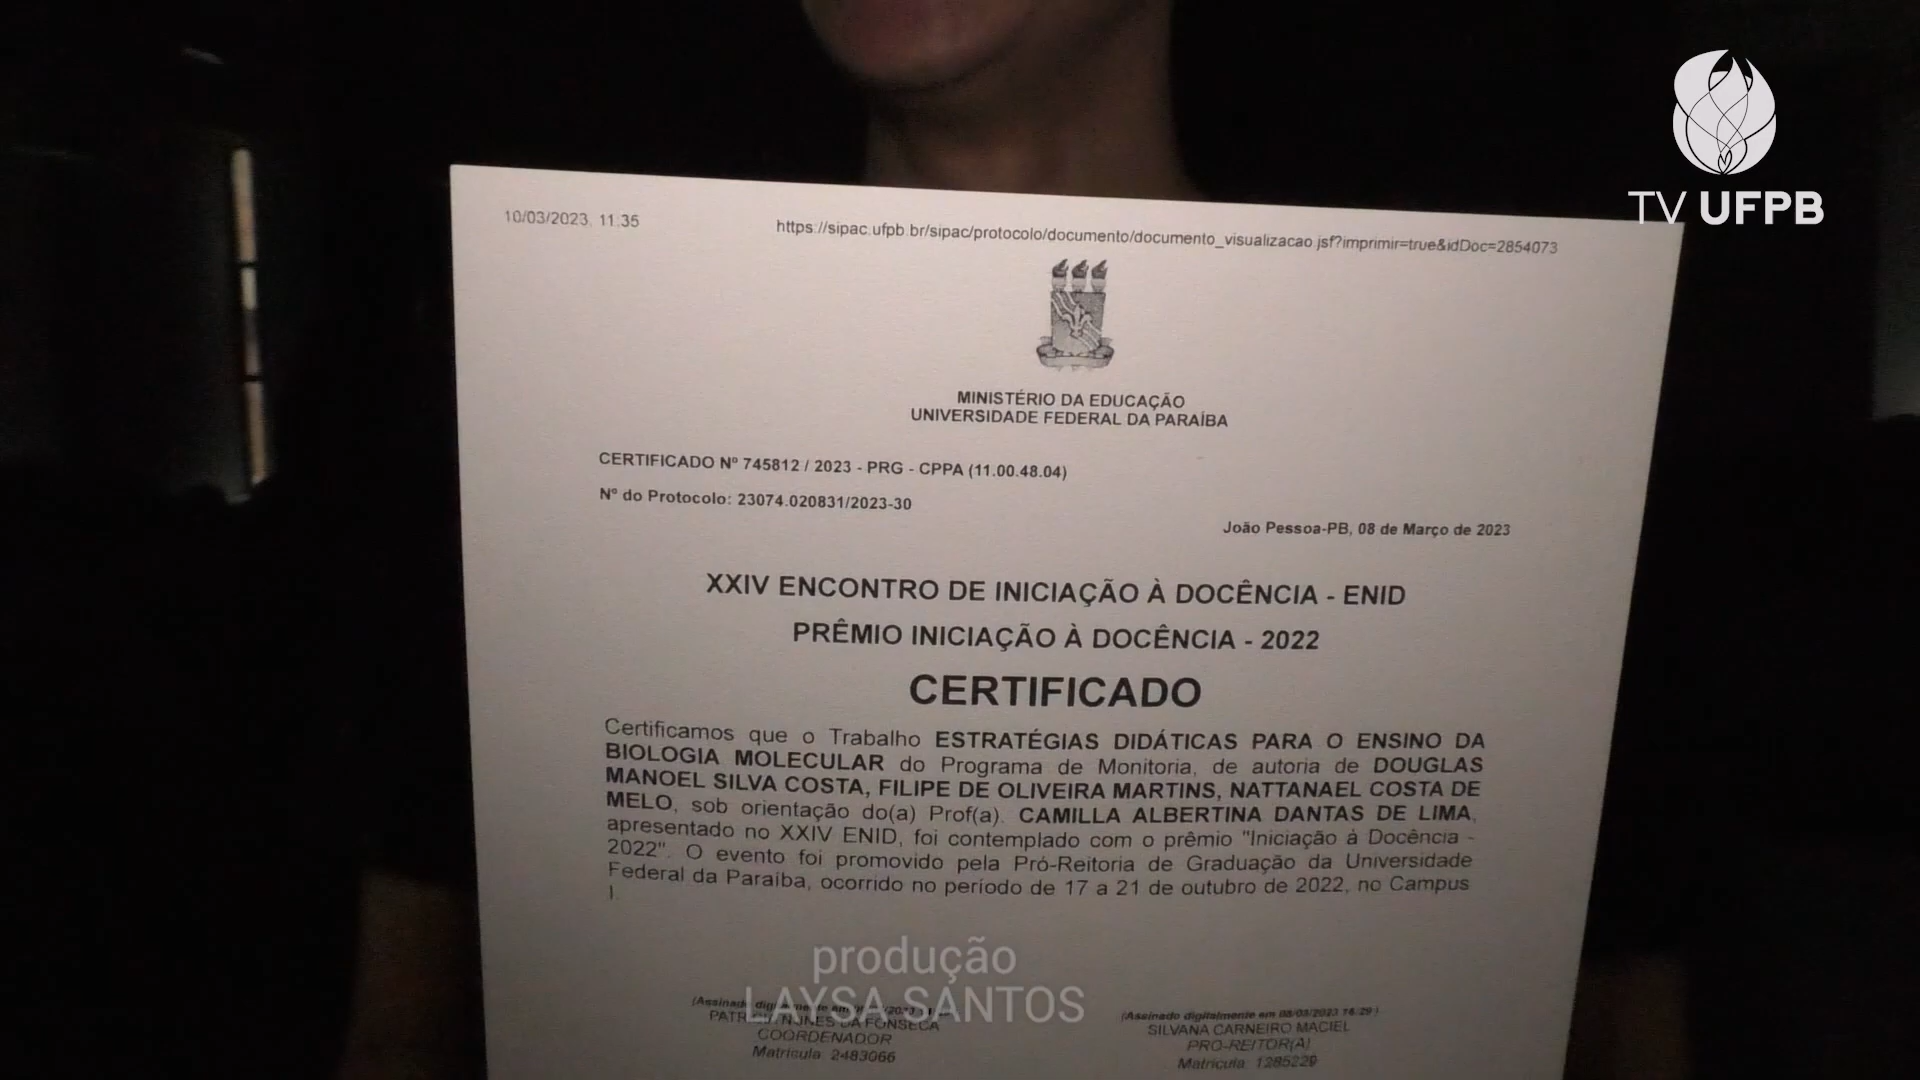 TV UFPB
10/03/2023, 11:35
https://sipac.ufpb.br/sipac/protocolo/documento/documento_visualizacao.jsf?imprimir=true&idDoc=2854073
MINISTÉRIO DA EDUCAÇÃO
UNIVERSIDADE FEDERAL DA PARAÍBA
CERTIFICADO Nº 745812 / 2023 - PRG - CPPA (11.00.48.04)
Nº do Protocolo: 23074.020831/2023-30
João Pessoa-PB, 08 de Março de 2023
XXIV ENCONTRO DE INICIAÇÃO À DOCÊNCIA - ENID
PRÊMIO INICIAÇÃO À DOCÊNCIA - 2022
CERTIFICADO
Certificamos que o Trabalho ESTRATÉGIAS DIDÁTICAS PARA O ENSINO DA
BIOLOGIA MOLECULAR do Programa de Monitoria, de autoria de DOUGLAS
MANOEL SILVA COSTA, FILIPE DE OLIVEIRA MARTINS, NATTANAEL COSTA DE
MELO, sob orientação do(a) Prof(a). CAMILLA ALBERTINA DANTAS DE LIMA,
apresentado no XXIV ENID, foi contemplado com o prêmio "Iniciação à Docência -
2022". O evento foi promovido pela Pró-Reitoria de Graduação da Universidade
Federal da Paraíba, ocorrido no período de 17 a 21 de outubro de 2022, no Campus
I.
produção
LAYSA SANTOS
(Assinado digitalmente em
NUNES DA FONSECA
COORDENADOR
Matrícula: 2483066
(Assinado digitalmente em 08/03/2023 16:29 )
SILVANA CARNEIRO MACIEL
PRO-REITOR(A)
Matrícula: 1285229